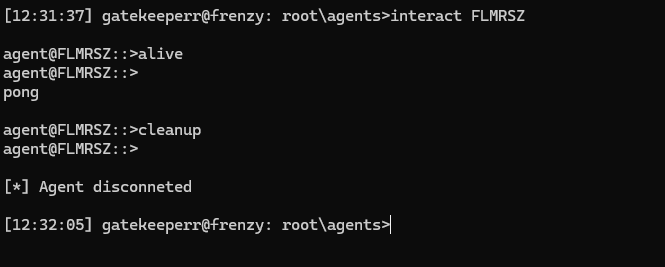 [12:31:37] gatekeeperr@frenzy: root\agents>interact FLMRSZ
agent@FLMRSZ::>alive
agent@FLMRSZ::>
pong
agent@FLMRSZ::>cleanup
agent@FLMRSZ::>
[*] Agent disconneted
[12:32:05] gatekeeperr@frenzy: root\agents>